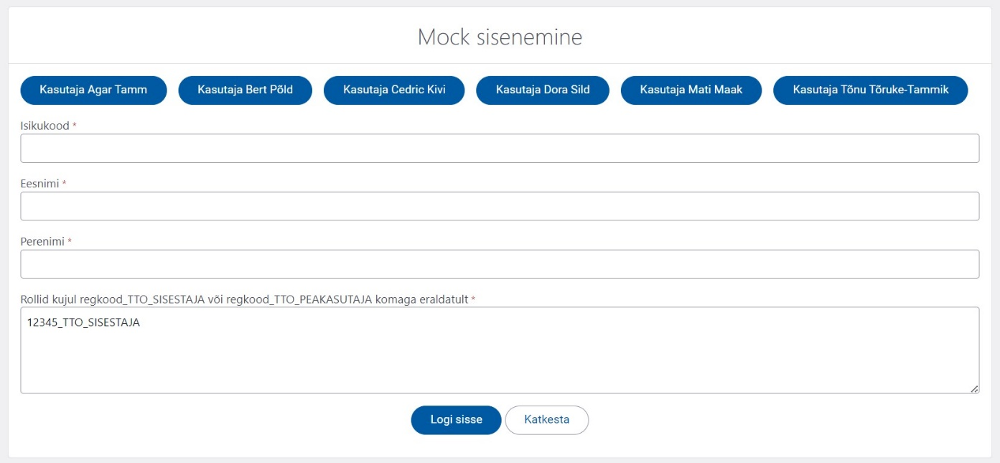 Mock sisenemine
Kasutaja Agar Tamm Kasutaja Bert Põld Kasutaja Cedric Kivi Kasutaja Dora Sild Kasutaja Mati Maak Kasutaja Tõnu Tõruke-Tammik
Isikukood *
Eesnimi *
Perenimi *
Rollid kujul regkood_TTO_SISESTAJA või regkood_TTO_PEAKASUTAJA komaga eraldatult *
12345_TTO_SISESTAJA
Logi sisse Katkesta